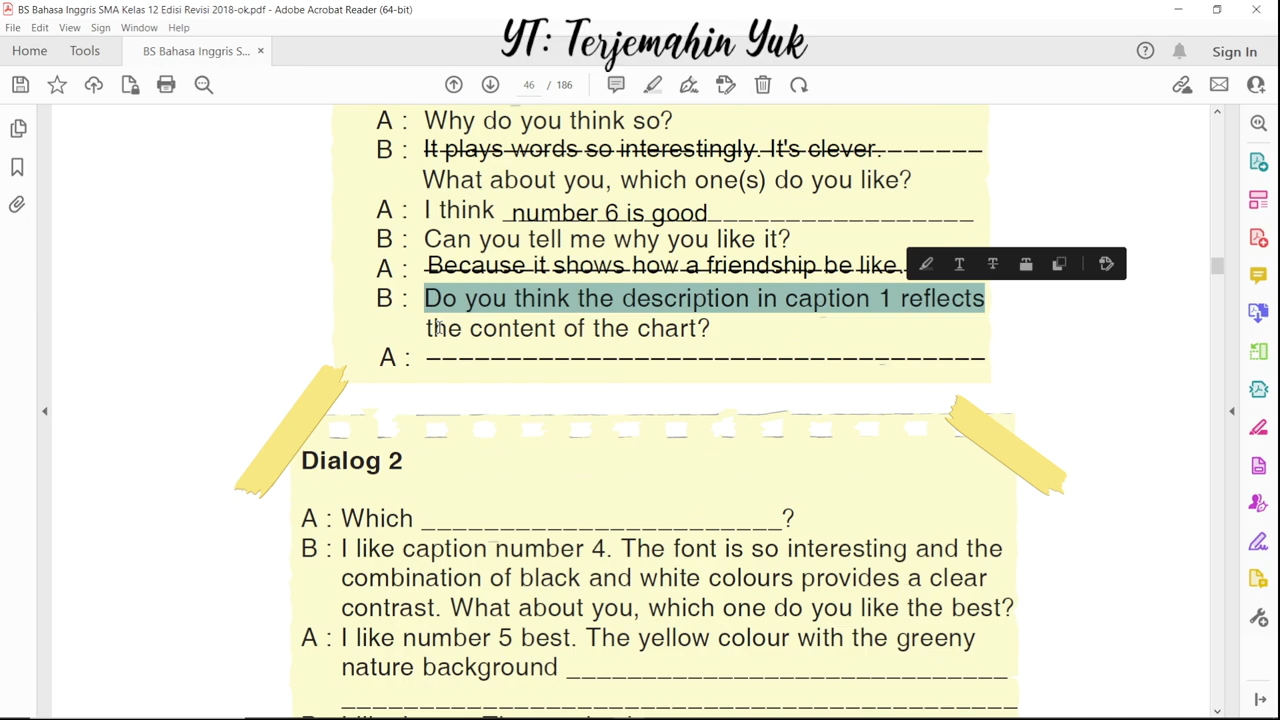 BS Bahasa Inggris SMA Kelas 12 Edisi Revisi 2018-ok.pdf - Adobe Acrobat Reader (64-bit)
YT: Terjemahin Yuk
File Edit View Sign Window Help
Home Tools BS Bahasa Inggris S... × Sign In
46 / 186
A : Why do you think so?
B : It plays words so interestingly. It's clever.
What about you, which one(s) do you like?
A : I think number 6 is good
B : Can you tell me why you like it?
A : Because it shows how a friendship be like.
B : Do you think the description in caption 1 reflects
the content of the chart?
A : ___________________________________
Dialog 2
A : Which _______________________?
B : I like caption number 4. The font is so interesting and the
combination of black and white colours provides a clear
contrast. What about you, which one do you like the best?
A : I like number 5 best. The yellow colour with the greeny
nature background ____________________________